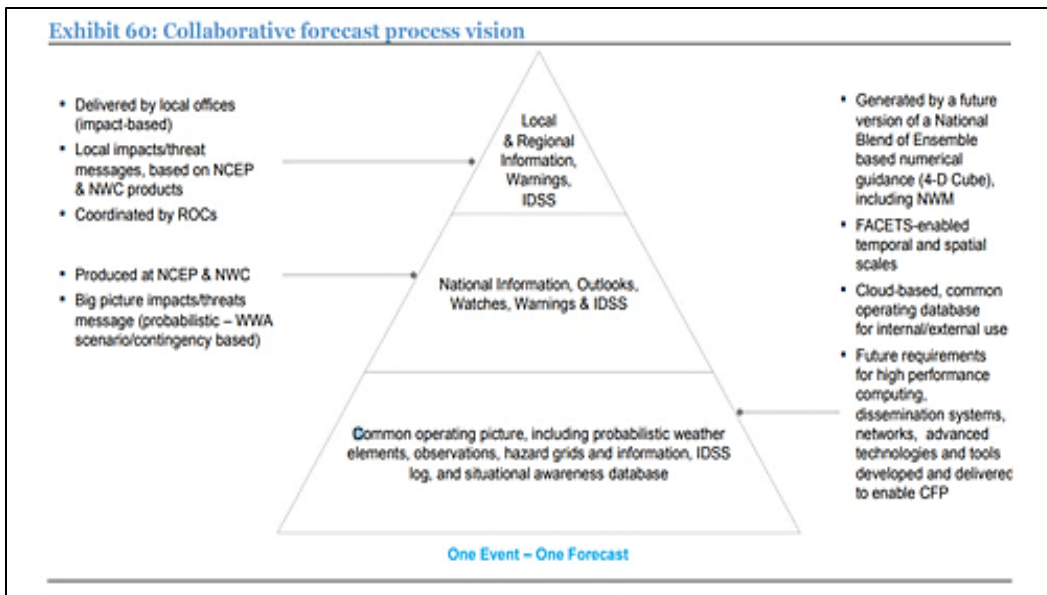 Exhibit 60: Collaborative forecast process vision
▪ Delivered by local offices
(impact-based)
▪ Local impacts/threat
messages, based on NCEP
& NWC products
▪ Coordinated by ROCs
▪ Produced at NCEP & NWC
▪ Big picture impacts/threats
message (probabilistic – WWA
scenario/contingency based)
Local
& Regional
Information,
Warnings,
IDSS
National Information, Outlooks,
Watches, Warnings & IDSS
Common operating picture, including probabilistic weather
elements, observations, hazard grids and information, IDSS
log, and situational awareness database
▪ Generated by a future
version of a National
Blend of Ensemble
based numerical
guidance (4-D Cube),
including NWM
▪ FACETS-enabled
temporal and spatial
scales
▪ Cloud-based, common
operating database
for internal/external use
▪ Future requirements
for high performance
computing,
dissemination systems,
networks, advanced
technologies and tools
developed and delivered
to enable CFP
One Event – One Forecast